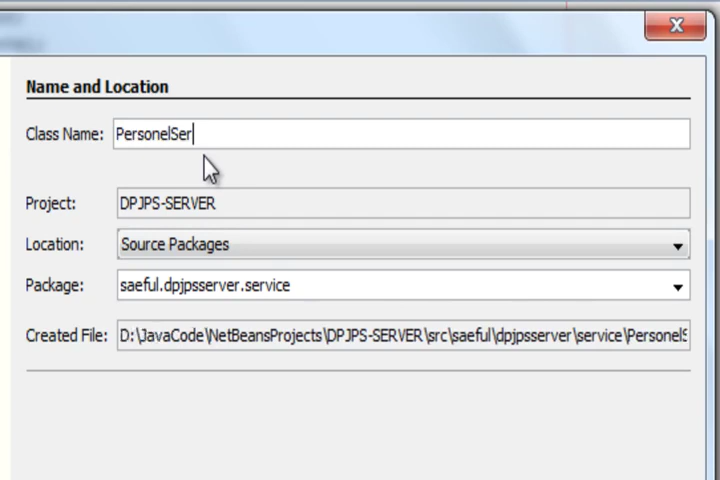 Name and Location
Class Name: PersonelSer
Project: DPJPS-SERVER
Location: Source Packages
Package: saeful.dpjpsserver.service
Created File: D:\JavaCode\NetBeansProjects\DPJPS-SERVER\src\saeful\dpjpsserver\service\PersonelS